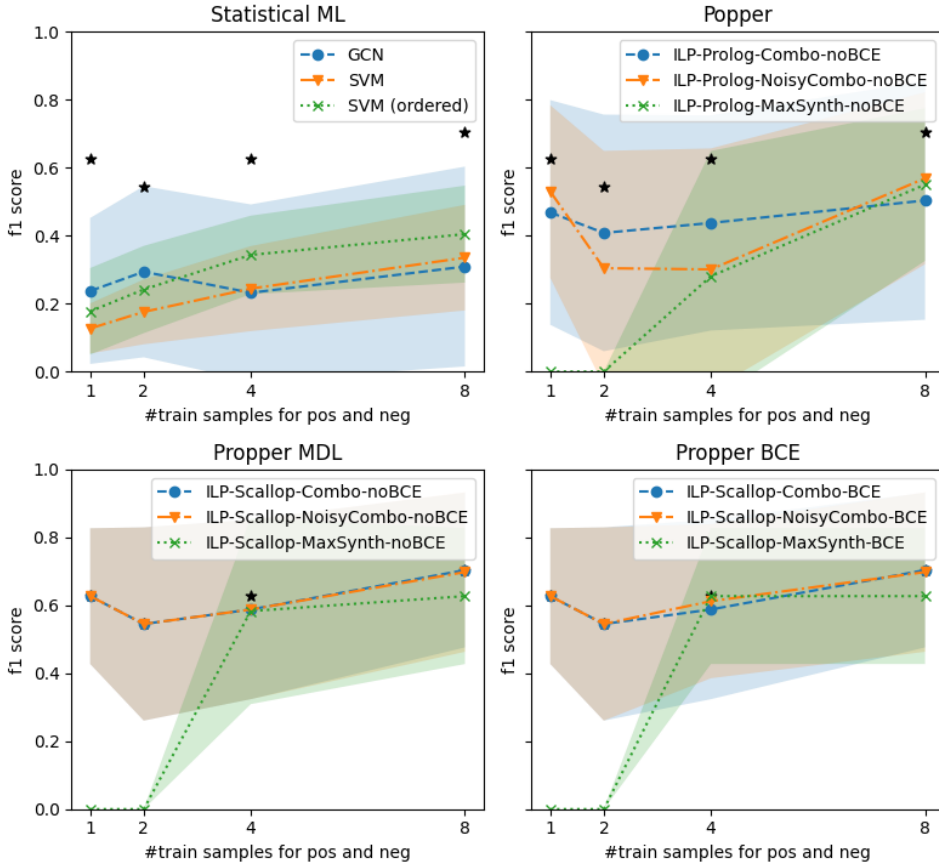 Statistical ML
GCN
SVM
SVM (ordered)
f1 score
1.0
0.8
0.6
0.4
0.2
0.0
1 2 4 8
#train samples for pos and neg
Popper
ILP-Prolog-Combo-noBCE
ILP-Prolog-NoisyCombo-noBCE
ILP-Prolog-MaxSynth-noBCE
f1 score
1 2 4 8
#train samples for pos and neg
Propper MDL
ILP-Scallop-Combo-noBCE
ILP-Scallop-NoisyCombo-noBCE
ILP-Scallop-MaxSynth-noBCE
f1 score
1.0
0.8
0.6
0.4
0.2
0.0
1 2 4 8
#train samples for pos and neg
Propper BCE
ILP-Scallop-Combo-BCE
ILP-Scallop-NoisyCombo-BCE
ILP-Scallop-MaxSynth-BCE
f1 score
1 2 4 8
#train samples for pos and neg